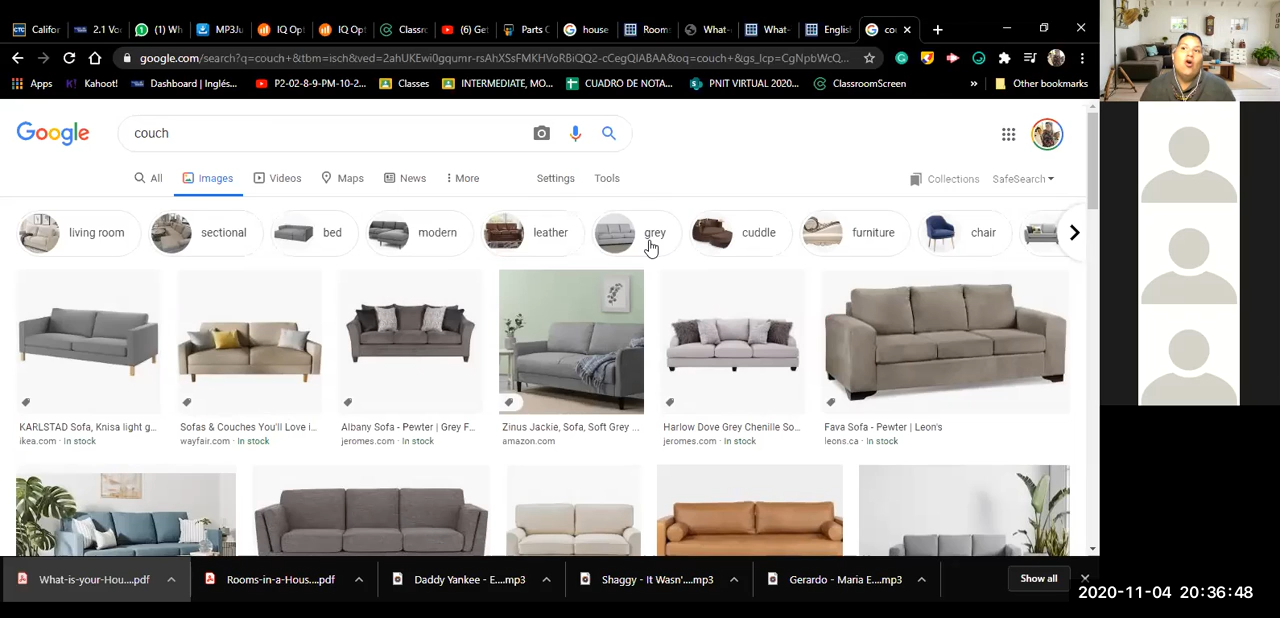 Califor
2.1 Vo
(1) Wh
MP3Ju
IQ Opt
IQ Opt
Classro
(6) Get
Parts O
house
Room
What-
What-
English
co
google.com/search?q=couch+&tbm=isch&ved=2ahUKEwi0gqumr-rsAhXSsFMKHVoRBiQQ2-cCegQIABAA&oq=couch+&gs_lcp=CgNpbWcQ...
Apps
Kahoot!
Dashboard | Inglés...
P2-02-8-9-PM-10-2...
Classes
INTERMEDIATE, MO...
CUADRO DE NOTAS...
PNIT VIRTUAL 2020...
ClassroomScreen
»
Other bookmarks
Google
couch
All
Images
Videos
Maps
News
More
Settings
Tools
Collections
SafeSearch
living room
sectional
bed
modern
leather
grey
cuddle
furniture
chair
KARLSTAD Sofa, Knisa light g...
ikea.com · In stock
Sofas & Couches You'll Love i...
wayfair.com · In stock
Albany Sofa - Pewter | Grey F...
jeromes.com · In stock
Zinus Jackie, Sofa, Soft Grey ...
amazon.com
Harlow Dove Grey Chenille So...
jeromes.com · In stock
Fava Sofa - Pewter | Leon's
leons.ca · In stock
What-is-your-Hou....pdf
Rooms-in-a-Hous....pdf
Daddy Yankee - E....mp3
Shaggy - It Wasn'....mp3
Gerardo - Maria E....mp3
Show all
2020-11-04 20:36:48